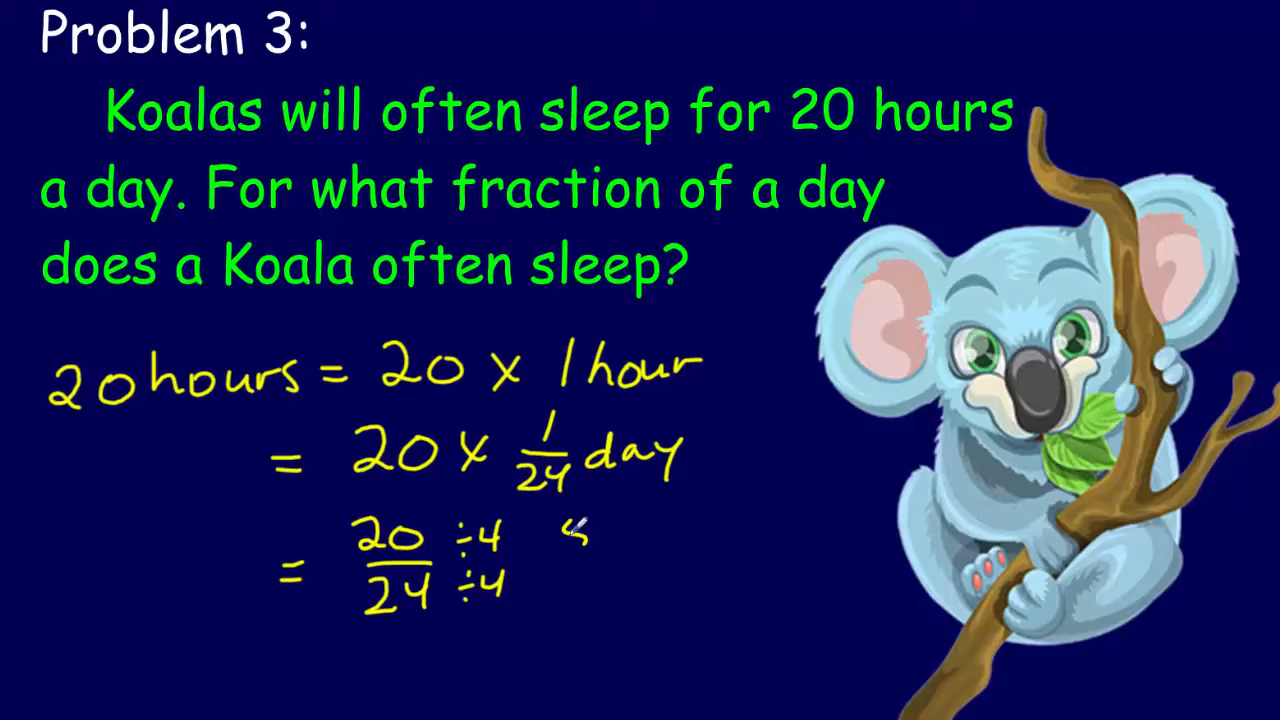 Problem 3:
Koalas will often sleep for 20 hours
a day. For what fraction of a day
does a Koala often sleep?
20 hours = 20 x 1 hour
= 20 x 1/24 day
= 20/24 ÷4/÷4